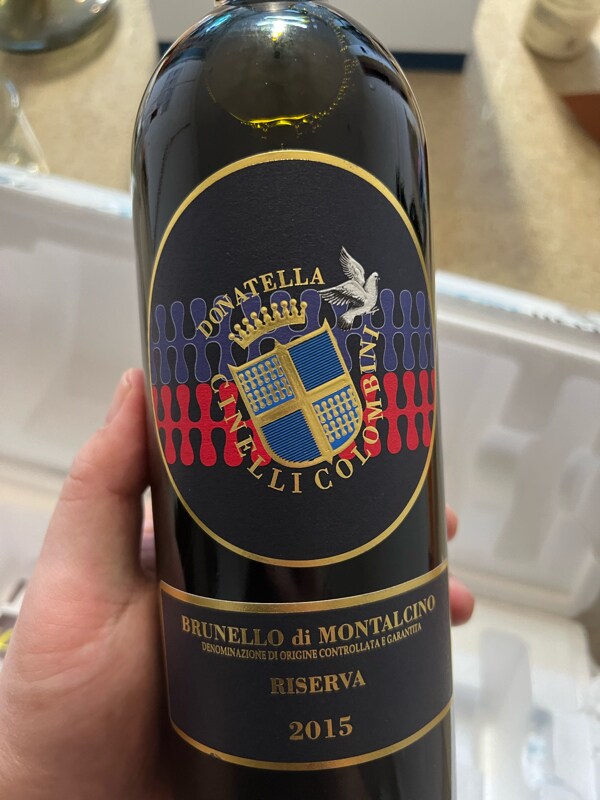 DONATELLA
CINELLI COLOMBINI
BRUNELLO di MONTALCINO
DENOMINAZIONE DI ORIGINE CONTROLLATA E GARANTITA
RISERVA
2015